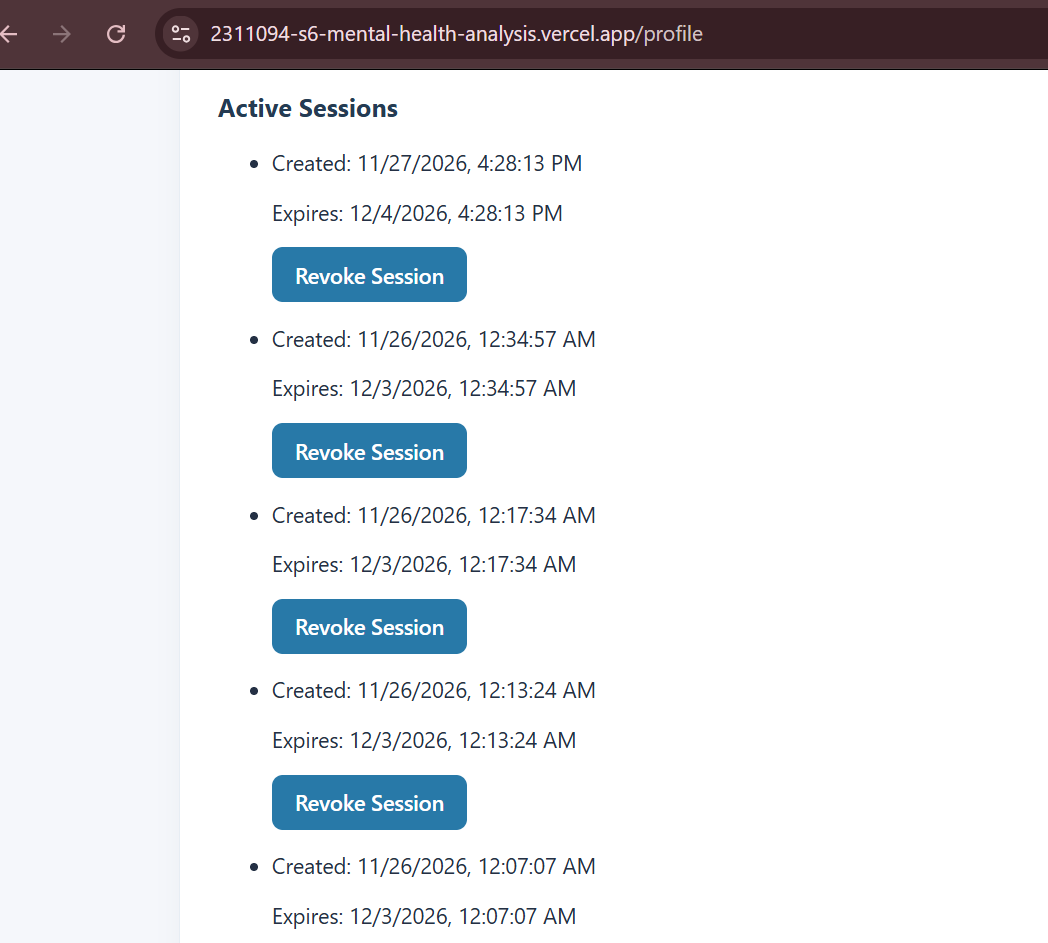 2311094-s6-mental-health-analysis.vercel.app/profile
Active Sessions
Created: 11/27/2026, 4:28:13 PM
Expires: 12/4/2026, 4:28:13 PM
Revoke Session
Created: 11/26/2026, 12:34:57 AM
Expires: 12/3/2026, 12:34:57 AM
Revoke Session
Created: 11/26/2026, 12:17:34 AM
Expires: 12/3/2026, 12:17:34 AM
Revoke Session
Created: 11/26/2026, 12:13:24 AM
Expires: 12/3/2026, 12:13:24 AM
Revoke Session
Created: 11/26/2026, 12:07:07 AM
Expires: 12/3/2026, 12:07:07 AM